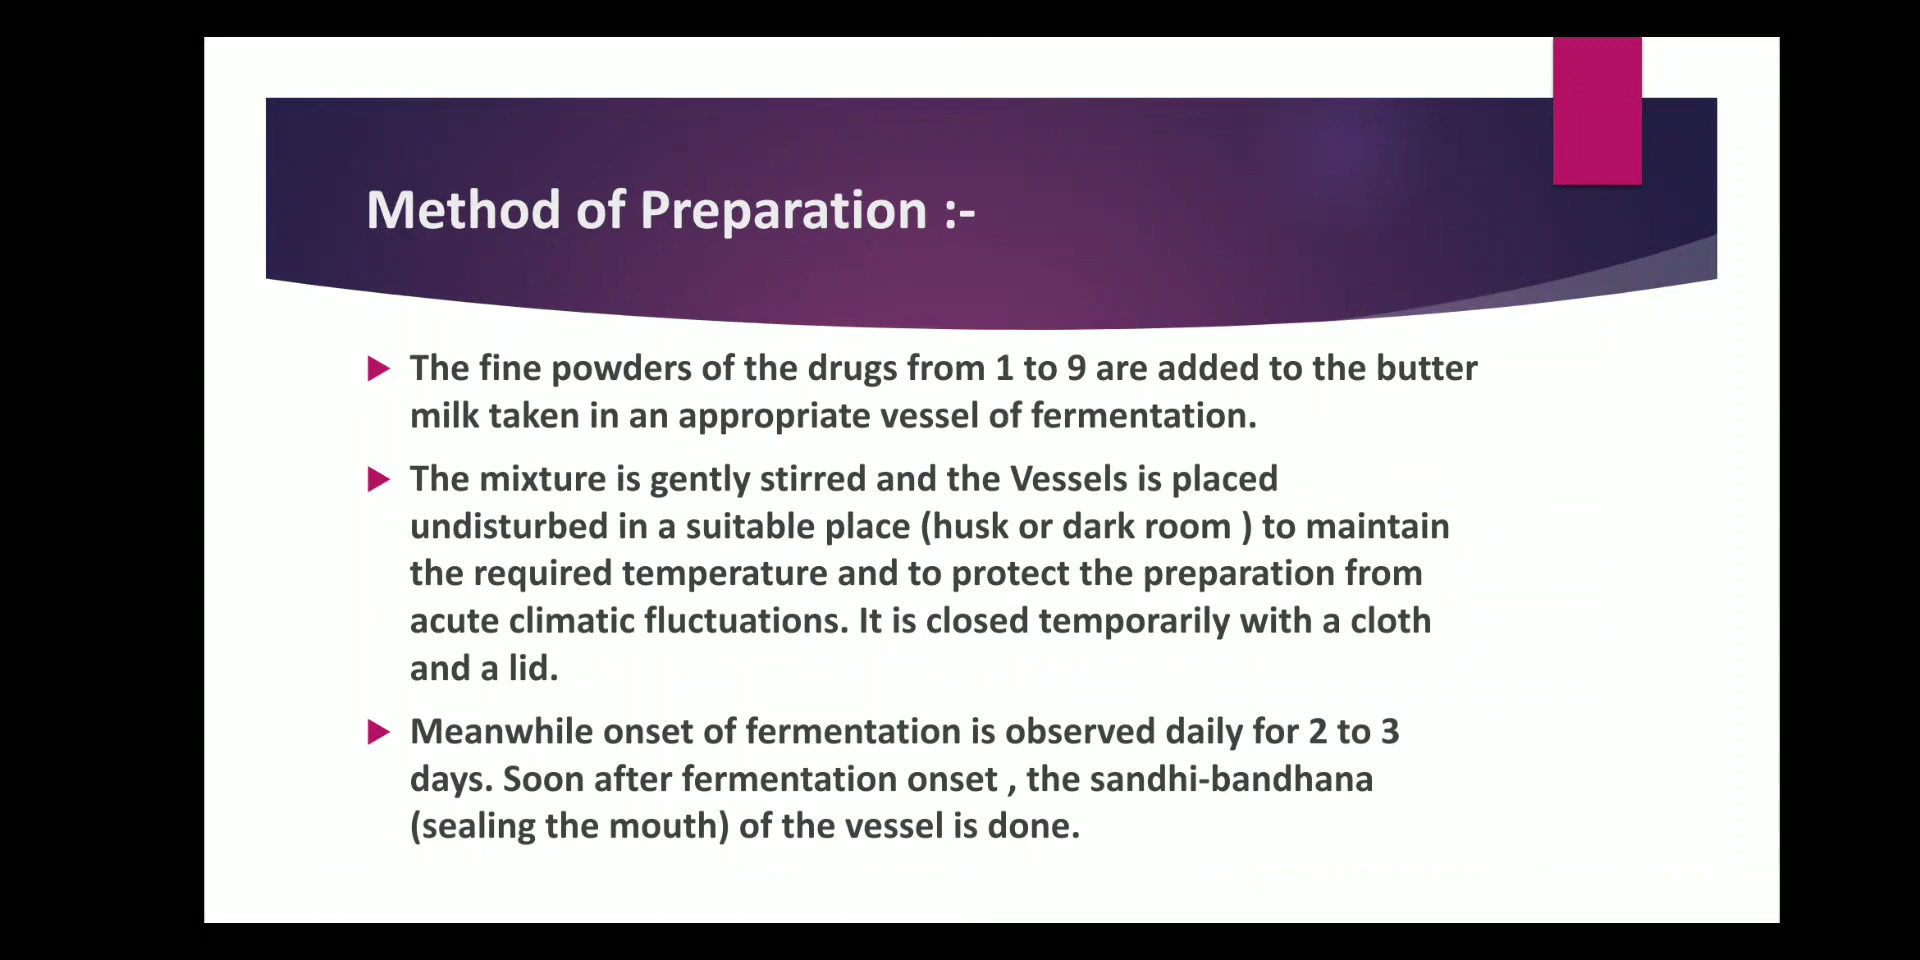 Method of Preparation :-
The fine powders of the drugs from 1 to 9 are added to the butter
milk taken in an appropriate vessel of fermentation.
The mixture is gently stirred and the Vessels is placed
undisturbed in a suitable place (husk or dark room ) to maintain
the required temperature and to protect the preparation from
acute climatic fluctuations. It is closed temporarily with a cloth
and a lid.
Meanwhile onset of fermentation is observed daily for 2 to 3
days. Soon after fermentation onset , the sandhi-bandhana
(sealing the mouth) of the vessel is done.